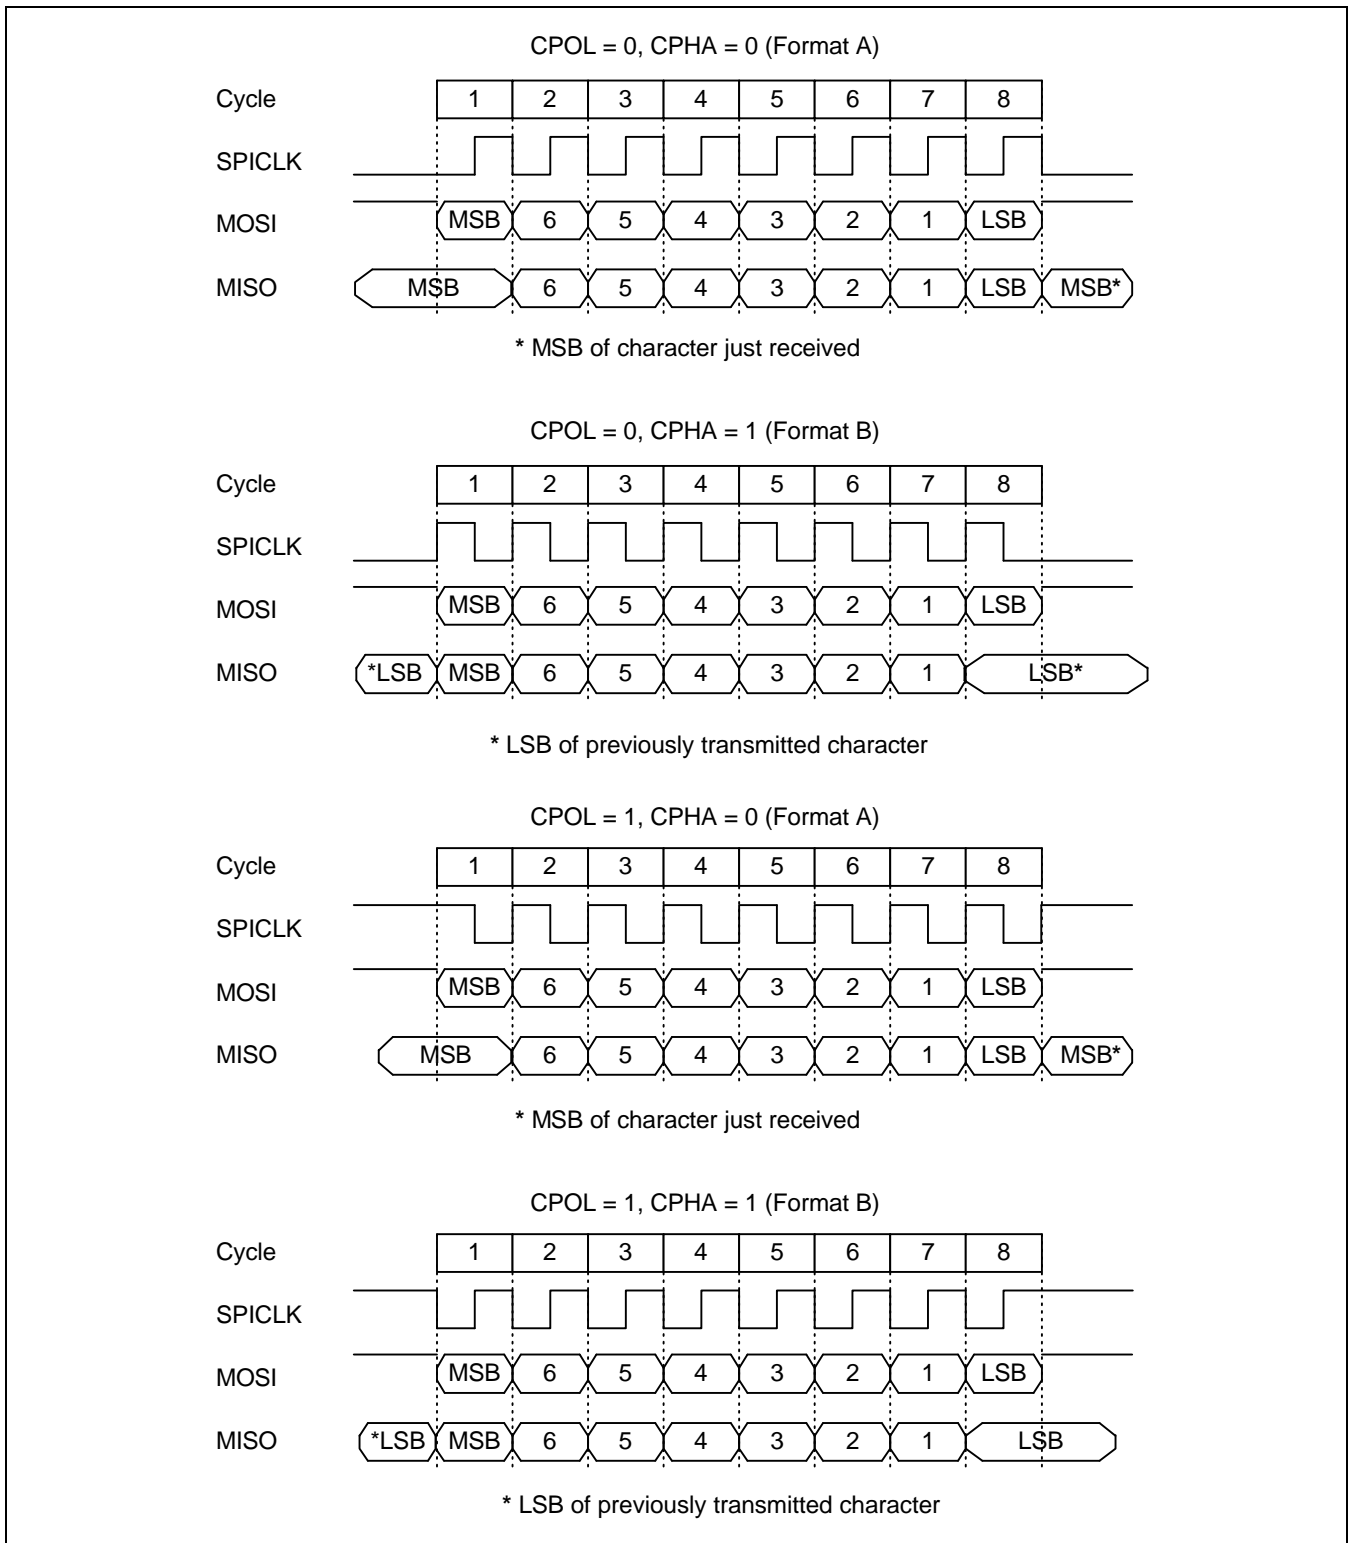 CPOL = 0, CPHA = 0 (Format A)
Cycle 1 2 3 4 5 6 7 8
SPICLK
MOSI MSB 6 5 4 3 2 1 LSB
MISO MSB 6 5 4 3 2 1 LSB MSB*
* MSB of character just received
CPOL = 0, CPHA = 1 (Format B)
Cycle 1 2 3 4 5 6 7 8
SPICLK
MOSI MSB 6 5 4 3 2 1 LSB
MISO *LSB MSB 6 5 4 3 2 1 LSB*
* LSB of previously transmitted character
CPOL = 1, CPHA = 0 (Format A)
Cycle 1 2 3 4 5 6 7 8
SPICLK
MOSI MSB 6 5 4 3 2 1 LSB
MISO MSB 6 5 4 3 2 1 LSB MSB*
* MSB of character just received
CPOL = 1, CPHA = 1 (Format B)
Cycle 1 2 3 4 5 6 7 8
SPICLK
MOSI MSB 6 5 4 3 2 1 LSB
MISO *LSB MSB 6 5 4 3 2 1 LSB
* LSB of previously transmitted character